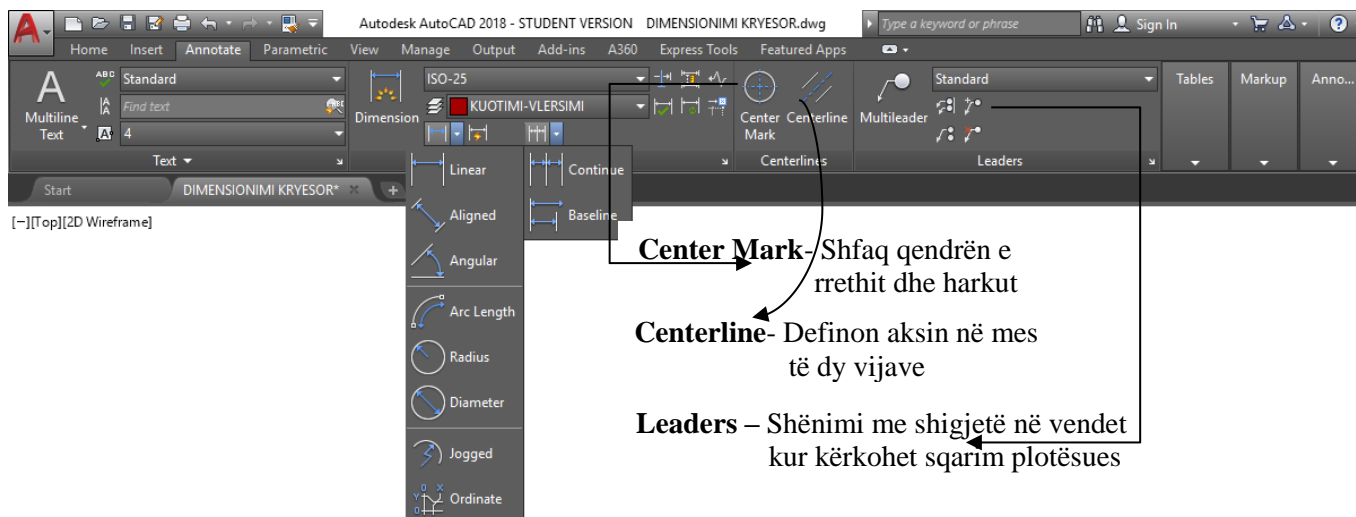 Autodesk AutoCAD 2018 - STUDENT VERSION DIMENSIONIMI KRYESOR.dwg
Type a keyword or phrase
Sign In
Home Insert Annotate Parametric View Manage Output Add-ins A360 Express Tools Featured Apps
A
Multiline
Text
ABC
Standard
Find text
4
Text
Dimension
ISO-25
KUOTIMI-VLERSIMI
Center
Mark
Centerline
Centerlines
Multileader
Standard
Leaders
Tables
Markup
Anno...
Start
DIMENSIONIMI KRYESOR*
[−][Top][2D Wireframe]
Linear
Aligned
Angular
Arc Length
Radius
Diameter
Jogged
Ordinate
Continue
Baseline
Center Mark- Shfaq qendrën e
rrethit dhe harkut
Centerline- Definon aksin në mes
të dy vijave
Leaders – Shënimi me shigjetë në vendet
kur kërkohet sqarim plotësues